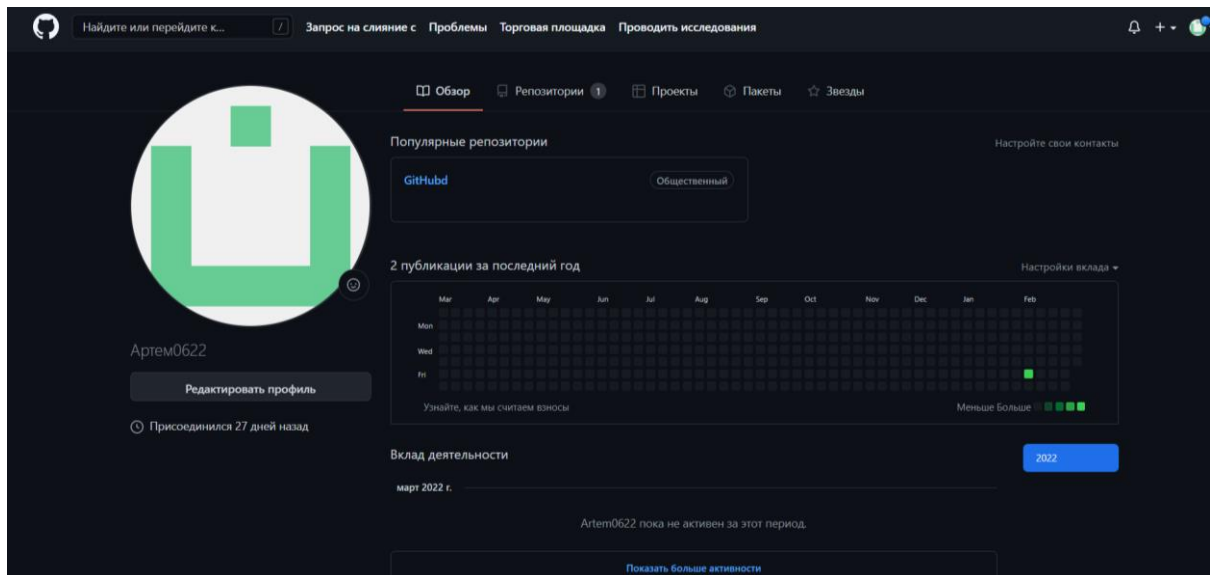 Найдите или перейдите к... / Запрос на слияние с Проблемы Торговая площадка Проводить исследования
Обзор Репозитории 1 Проекты Пакеты Звезды
Популярные репозитории Настройте свои контакты
GitHubd Общественный
2 публикации за последний год Настройки вклада
Mar Apr May Jun Jul Aug Sep Oct Nov Dec Jan Feb
Mon
Wed
Fri
Узнайте, как мы считаем взносы Меньше Больше
Артем0622
Редактировать профиль
Присоединился 27 дней назад
Вклад деятельности 2022
март 2022 г.
Artem0622 пока не активен за этот период.
Показать больше активности